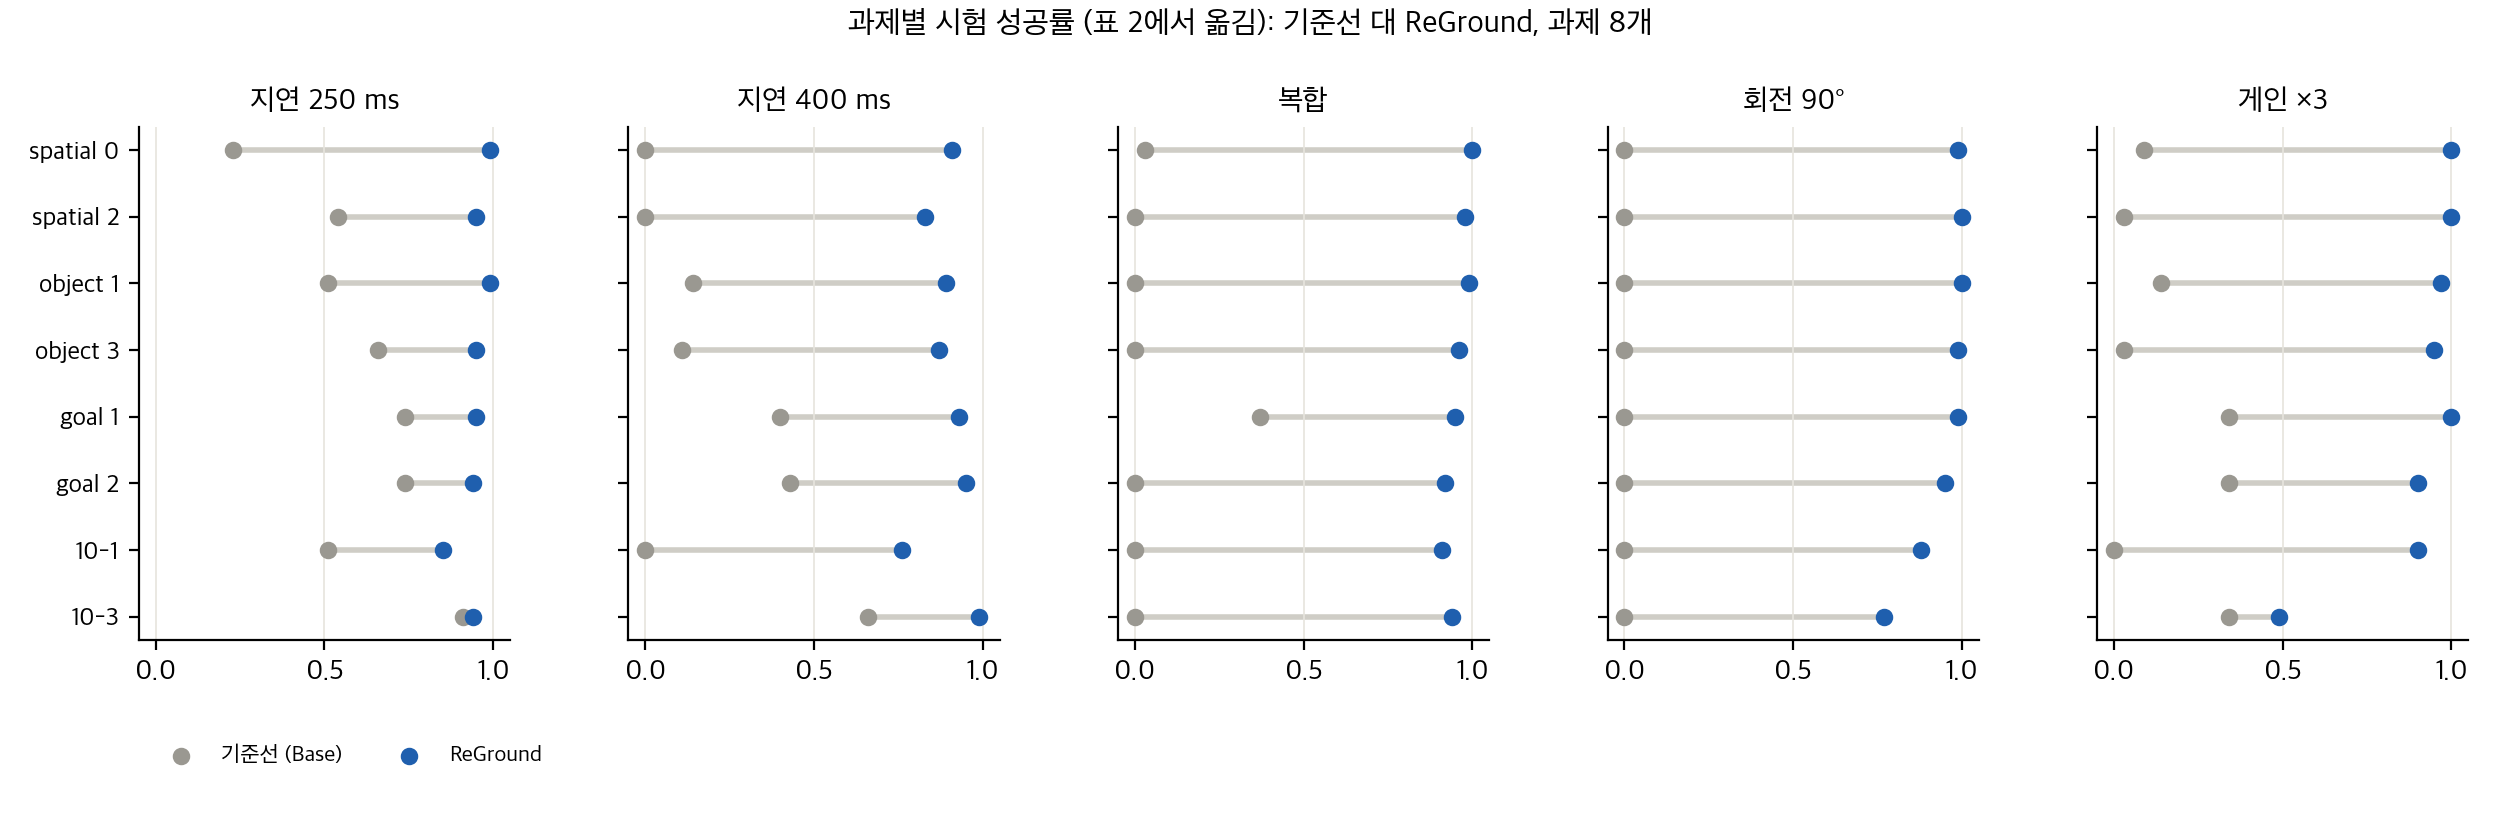 과제별 시험 성공률 (표 2에서 옮김): 기준선 대 ReGround, 과제 8개
지연 250 ms
지연 400 ms
복합
회전 90°
게인 ×3
spatial 0
spatial 2
object 1
object 3
goal 1
goal 2
10-1
10-3
0.0 0.5 1.0
0.0 0.5 1.0
0.0 0.5 1.0
0.0 0.5 1.0
0.0 0.5 1.0
기준선 (Base)
ReGround